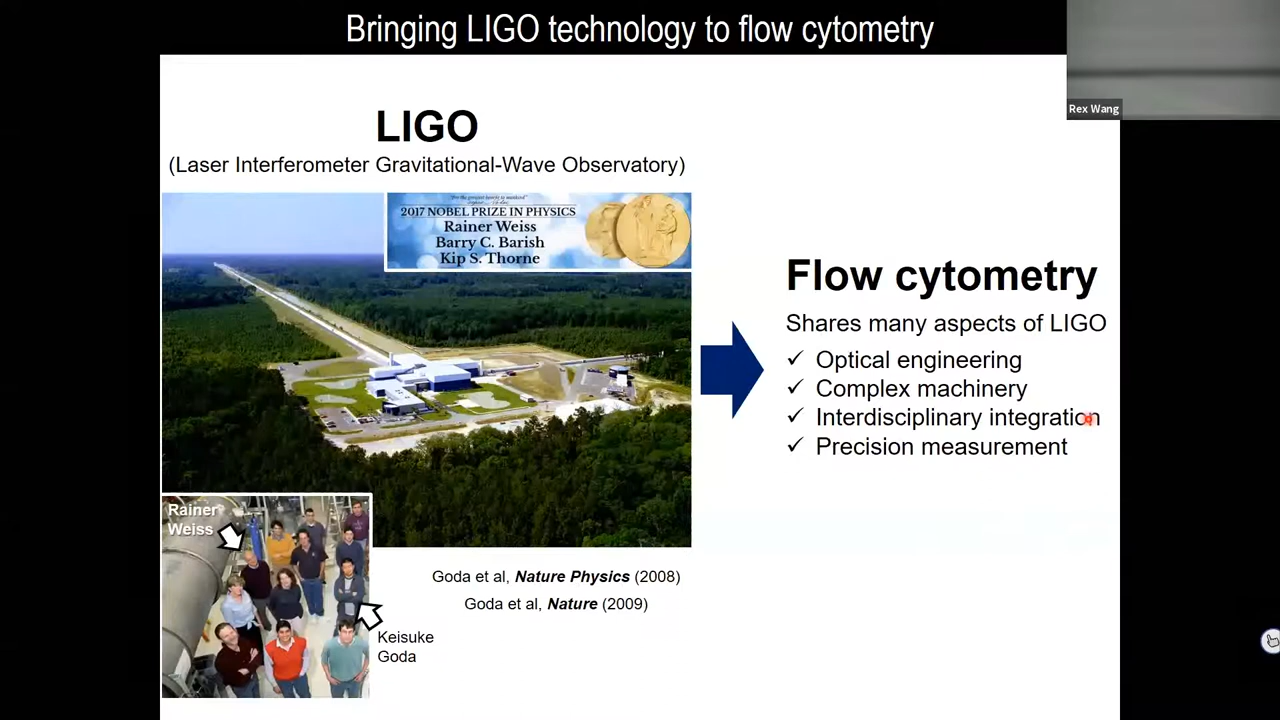 Bringing LIGO technology to flow cytometry
Rex Wang
LIGO
(Laser Interferometer Gravitational-Wave Observatory)
2017 NOBEL PRIZE IN PHYSICS
Rainer Weiss
Barry C. Barish
Kip S. Thorne
Flow cytometry
Shares many aspects of LIGO
✓ Optical engineering
✓ Complex machinery
✓ Interdisciplinary integration
✓ Precision measurement
Rainer
Weiss
Goda et al, Nature Physics (2008)
Goda et al, Nature (2009)
Keisuke
Goda